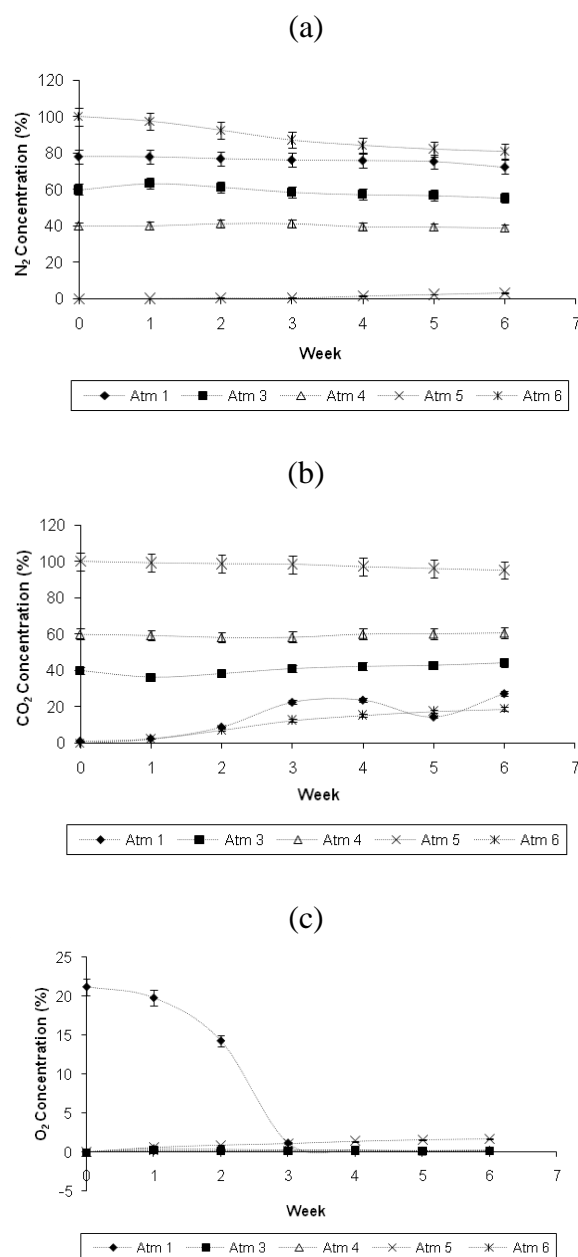 (a)
120
100
80
60
40
20
0
N₂ Concentration (%)
0 1 2 3 4 5 6 7
Week
Atm 1 Atm 3 Atm 4 Atm 5 Atm 6
(b)
120
100
80
60
40
20
0
CO₂ Concentration (%)
0 1 2 3 4 5 6 7
Week
Atm 1 Atm 3 Atm 4 Atm 5 Atm 6
(c)
25
20
15
10
5
0
-5
O₂ Concentration (%)
0 1 2 3 4 5 6 7
Week
Atm 1 Atm 3 Atm 4 Atm 5 Atm 6